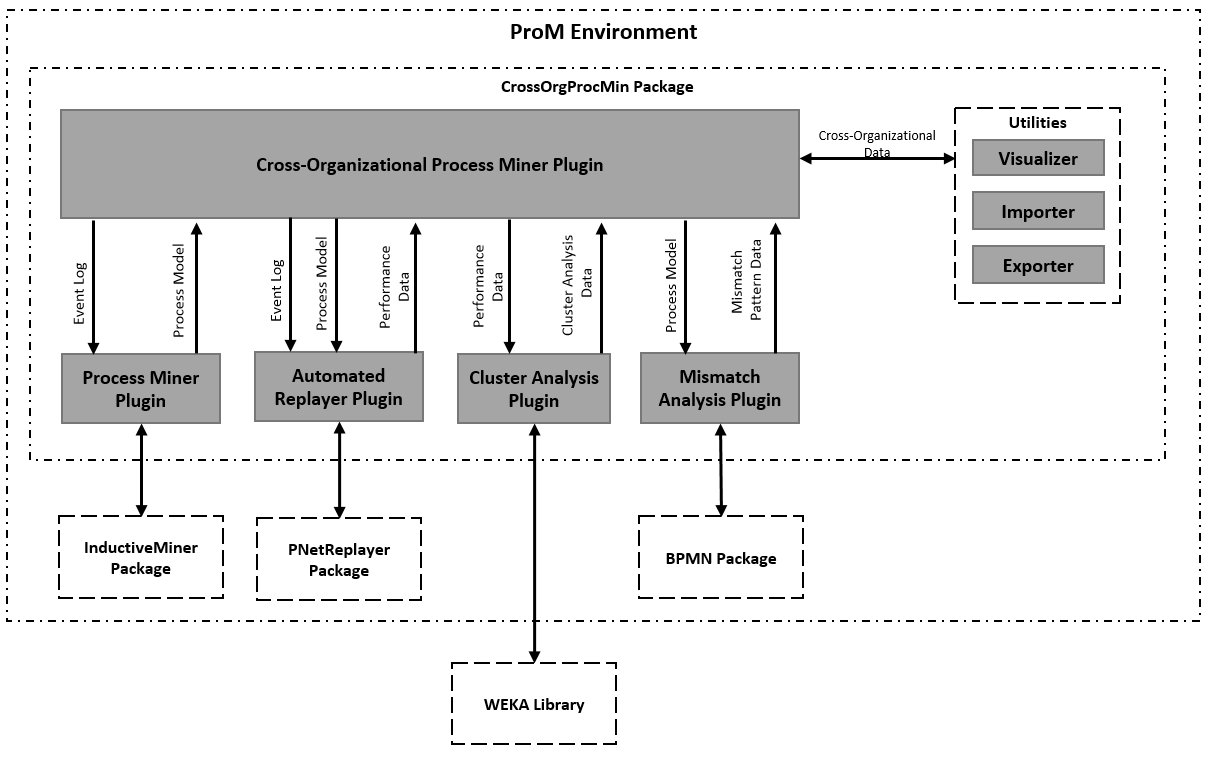 ProM Environment
CrossOrgProcMin Package
Cross-Organizational Process Miner Plugin
Cross-Organizational
Data
Utilities
Visualizer
Importer
Exporter
Event Log
Process Model
Event Log
Process Model
Performance
Data
Performance
Data
Cluster Analysis
Data
Process Model
Mismatch
Pattern Data
Process Miner
Plugin
Automated
Replayer Plugin
Cluster Analysis
Plugin
Mismatch
Analysis Plugin
InductiveMiner
Package
PNetReplayer
Package
BPMN Package
WEKA Library